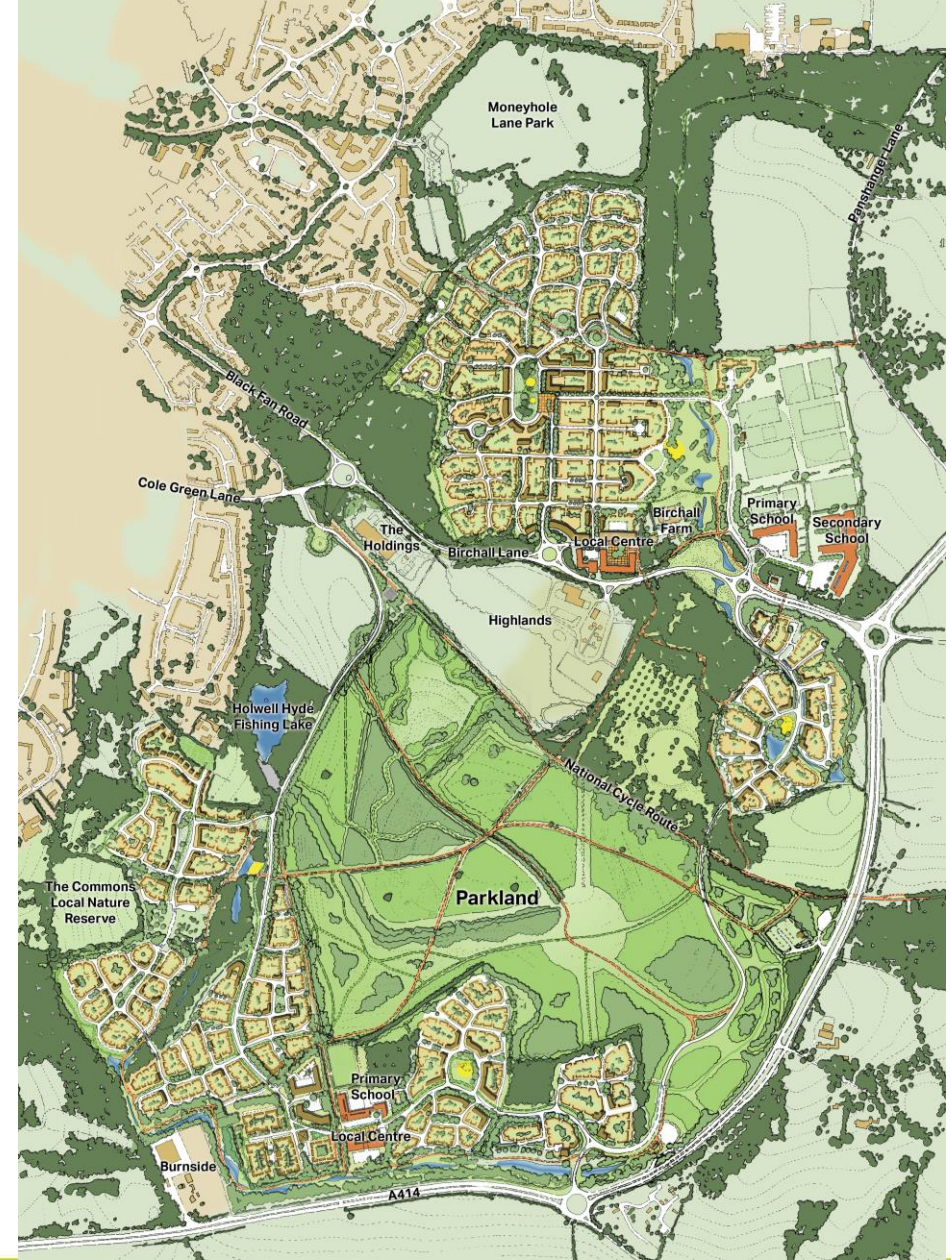 Moneyhole
Lane Park
Panshanger Lane
Black Fan Road
Cole Green Lane
The
Holdings
Birchall Lane
Local Centre
Birchall
Farm
Primary
School
Secondary
School
Highlands
Holwell Hyde
Fishing Lake
National Cycle Route
The Commons
Local Nature
Reserve
Parkland
Primary
School
Local Centre
Burnside
A414